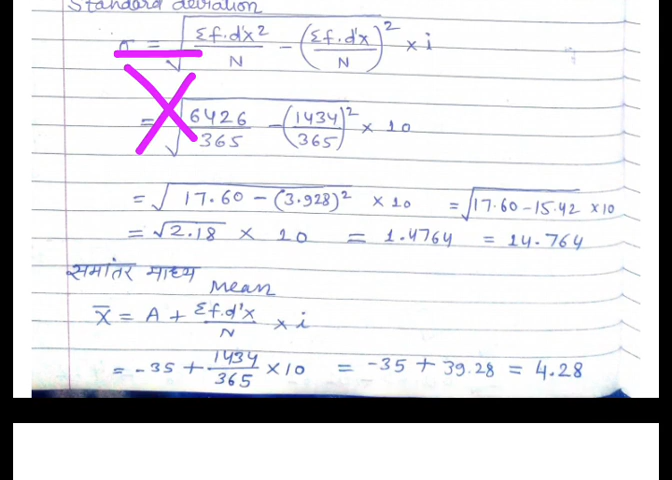 Standard deviation
σ = √ Σf.d'x² / N − (Σf.d'x / N)² × i
= √ 6426 / 365 − (1434 / 365)² × 10
= √ 17.60 − (3.928)² × 10 = √17.60 − 15.42 × 10
= √2.18 × 10 = 1.4764 = 14.764
समांतर माध्य Mean
X̄ = A + Σf.d'x / N × i
= -35 + 1434 / 365 × 10 = -35 + 39.28 = 4.28